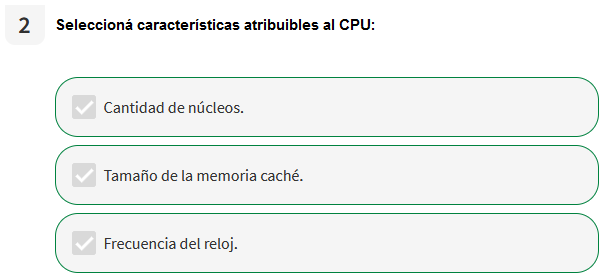 2 Seleccioná características atribuibles al CPU:
Cantidad de núcleos.
Tamaño de la memoria caché.
Frecuencia del reloj.